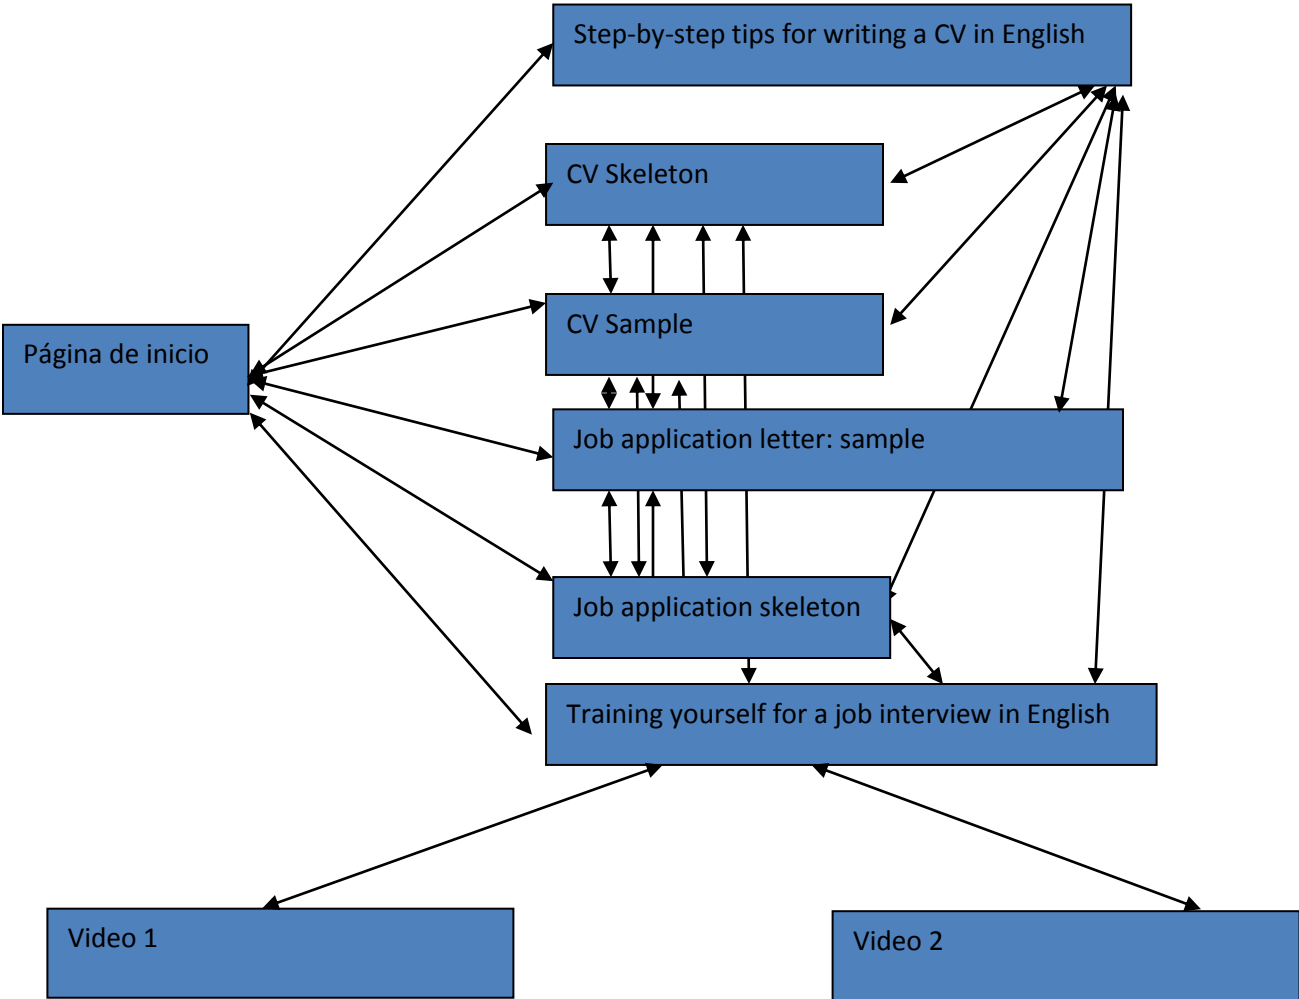 Step-by-step tips for writing a CV in English
CV Skeleton
CV Sample
Página de inicio
Job application letter: sample
Job application skeleton
Training yourself for a job interview in English
Video 1
Video 2